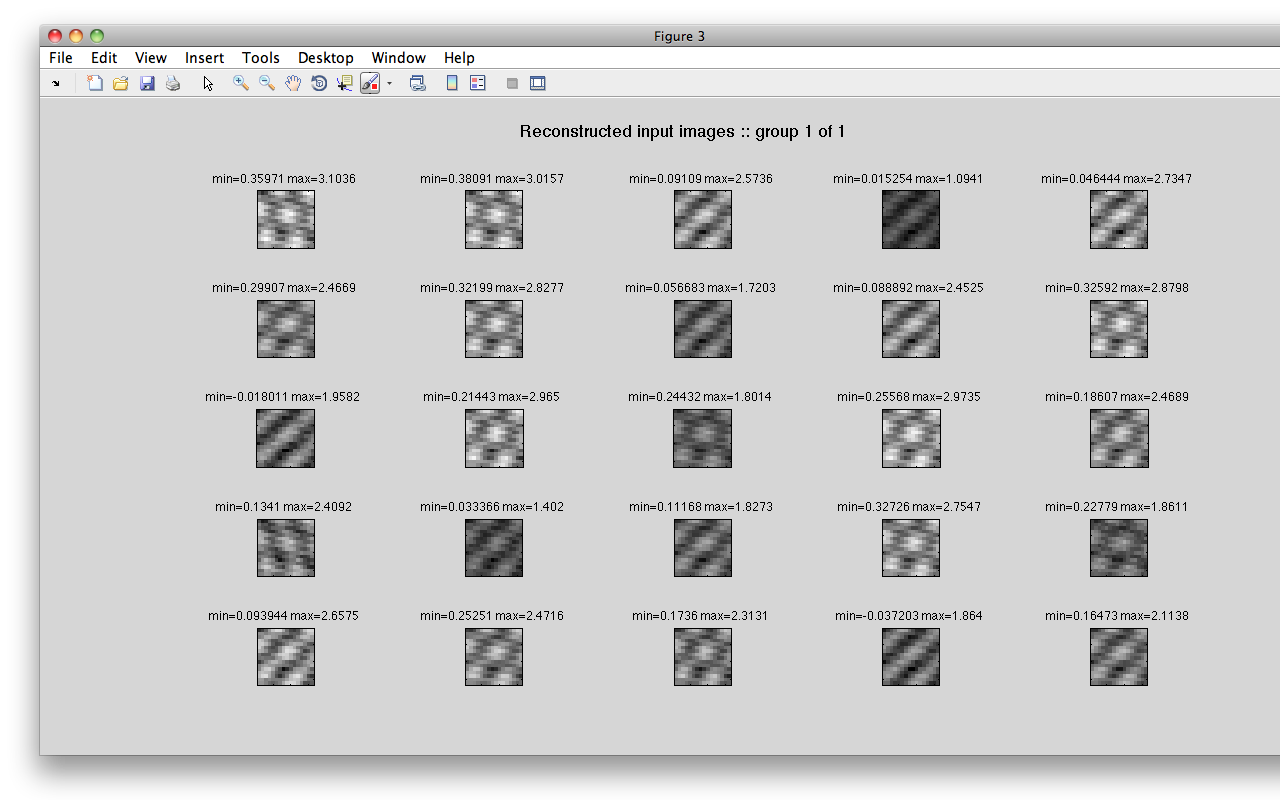 Figure 3
File Edit View Insert Tools Desktop Window Help
Reconstructed input images :: group 1 of 1
min=0.35971 max=3.1036 min=0.38091 max=3.0157 min=0.09109 max=2.5736 min=0.015254 max=1.0941 min=0.046444 max=2.7347
min=0.29907 max=2.4669 min=0.32199 max=2.8277 min=0.056683 max=1.7203 min=0.088892 max=2.4525 min=0.32592 max=2.8798
min=-0.018011 max=1.9582 min=0.21443 max=2.965 min=0.24432 max=1.8014 min=0.25568 max=2.9735 min=0.18607 max=2.4689
min=0.1341 max=2.4092 min=0.033366 max=1.402 min=0.11168 max=1.8273 min=0.32726 max=2.7547 min=0.22779 max=1.8611
min=0.093944 max=2.6575 min=0.25251 max=2.4716 min=0.1736 max=2.3131 min=-0.037203 max=1.864 min=0.16473 max=2.1138